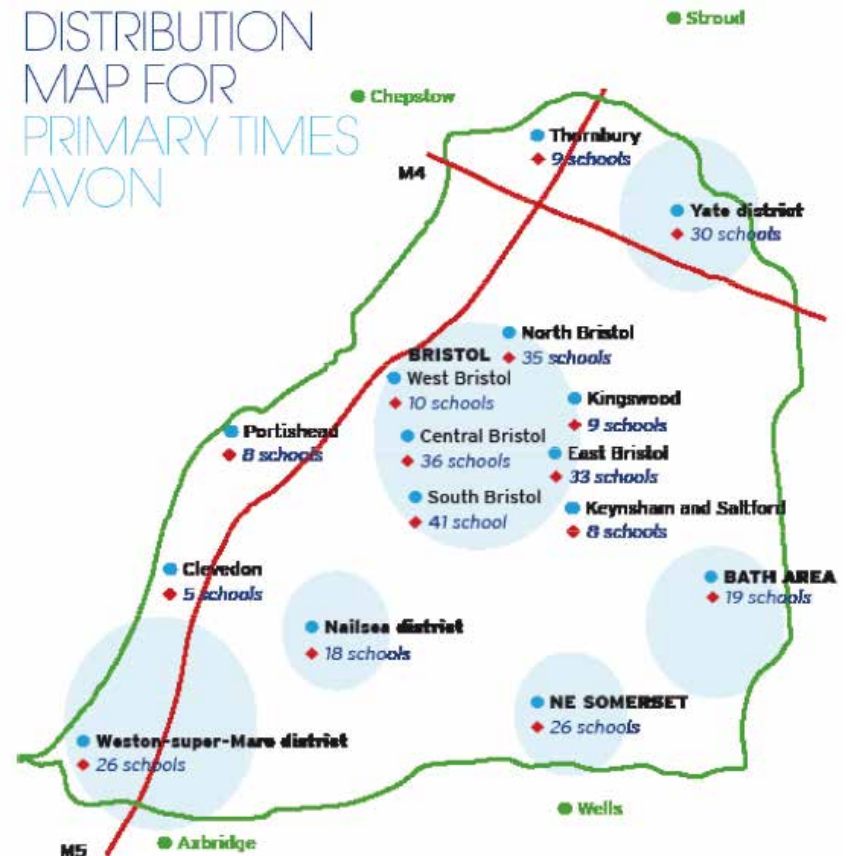 DISTRIBUTION
MAP FOR
PRIMARY TIMES
AVON
Stroud
Chepstow
Thornbury
9 schools
M4
Yate district
30 schools
North Bristol
35 schools
BRISTOL
West Bristol
10 schools
Kingswood
9 schools
Portishead
8 schools
Central Bristol
36 schools
East Bristol
33 schools
South Bristol
41 school
Keynsham and Saltford
8 schools
Clevedon
5 schools
BATH AREA
19 schools
Nailsea district
18 schools
NE SOMERSET
26 schools
Weston-super-Mare district
26 schools
Wells
Axbridge
M5